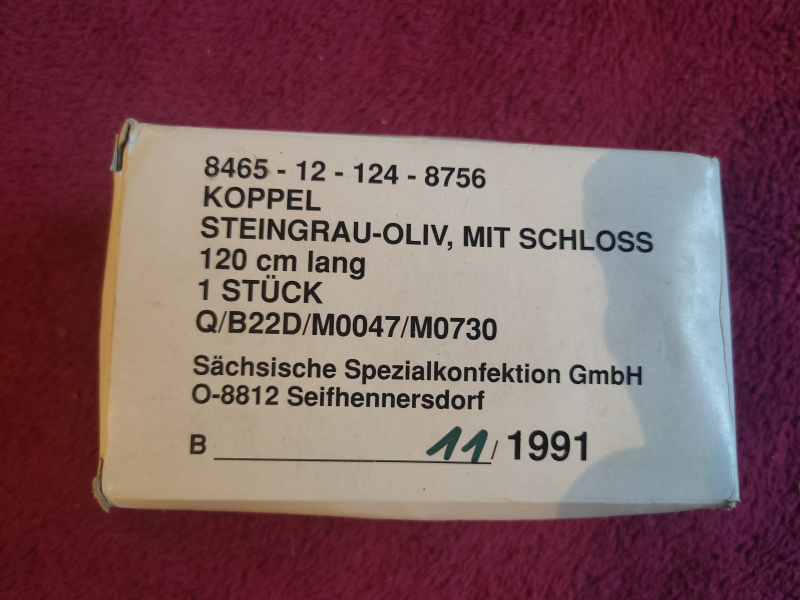 8465 - 12 - 124 - 8756
KOPPEL
STEINGRAU-OLIV, MIT SCHLOSS
120 cm lang
1 STÜCK
Q/B22D/M0047/M0730
Sächsische Spezialkonfektion GmbH
O-8812 Seifhennersdorf
B ____________________ 11/ 1991